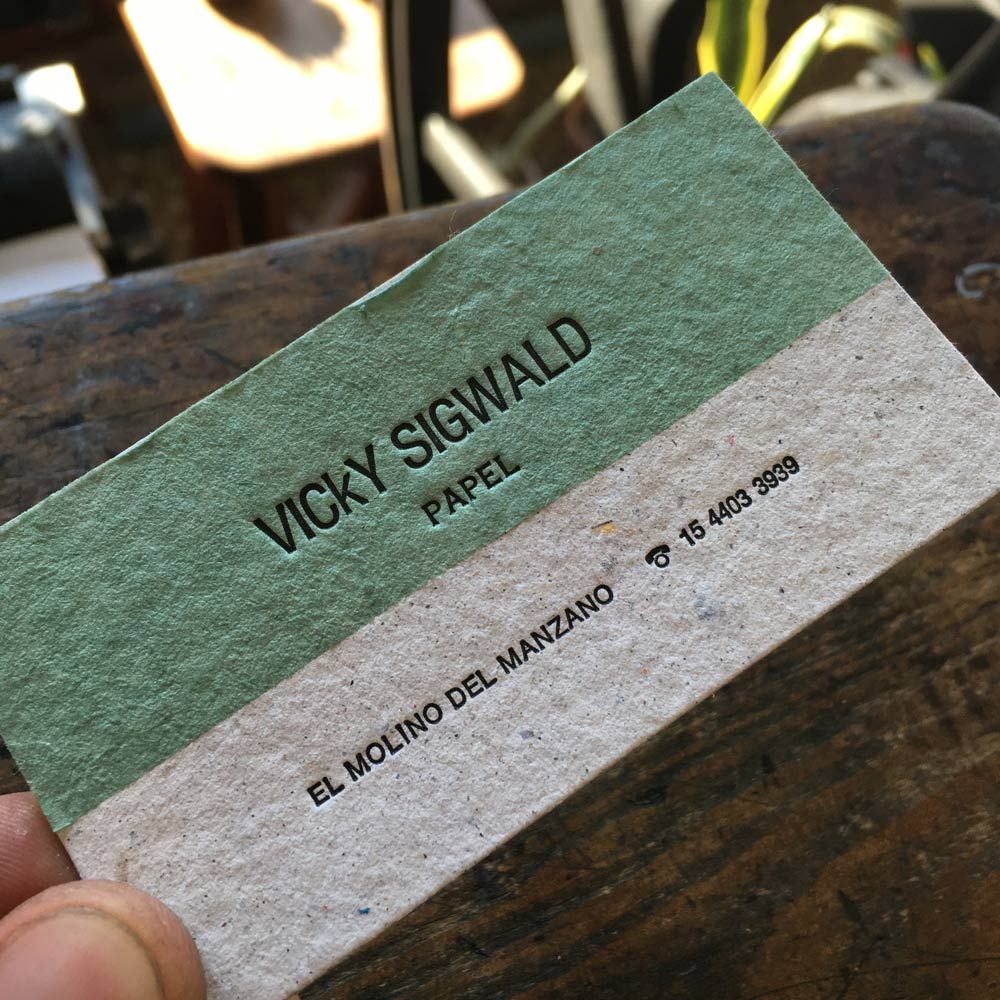 VICkY SIGWALD
PAPEL
EL MOLINO DEL MANZANO ☎ 15 4403 3939